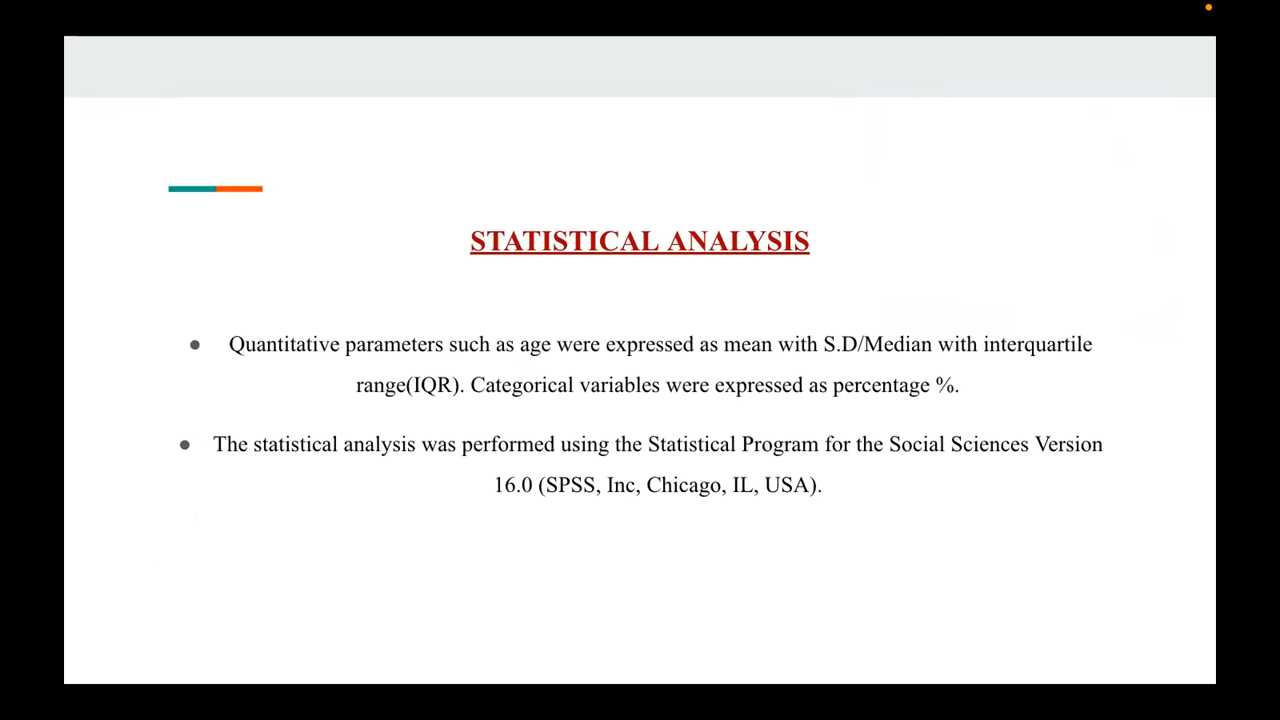 STATISTICAL ANALYSIS
● Quantitative parameters such as age were expressed as mean with S.D/Median with interquartile
range(IQR). Categorical variables were expressed as percentage %.
● The statistical analysis was performed using the Statistical Program for the Social Sciences Version
16.0 (SPSS, Inc, Chicago, IL, USA).